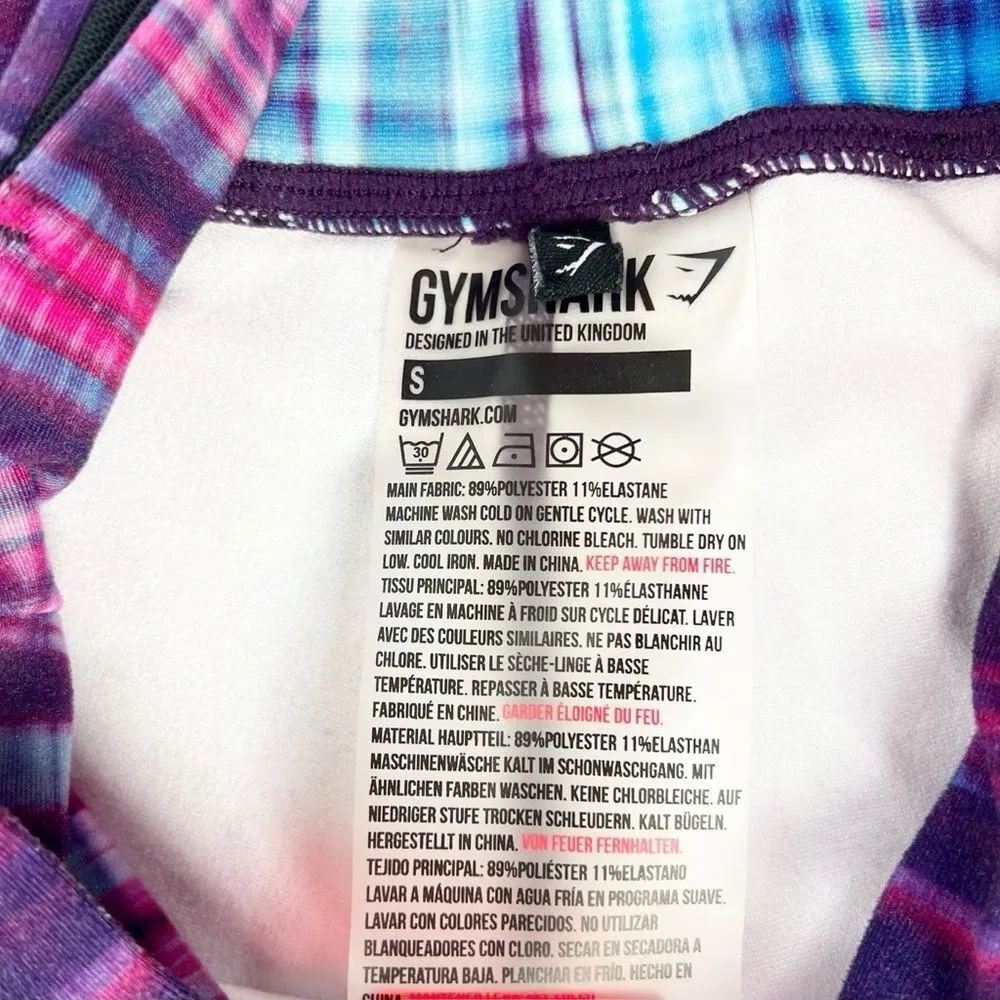 GYMSHARK
DESIGNED IN THE UNITED KINGDOM
S
GYMSHARK.COM
30
MAIN FABRIC: 89%POLYESTER 11%ELASTANE
MACHINE WASH COLD ON GENTLE CYCLE. WASH WITH
SIMILAR COLOURS. NO CHLORINE BLEACH. TUMBLE DRY ON
LOW. COOL IRON. MADE IN CHINA. KEEP AWAY FROM FIRE.
TISSU PRINCIPAL: 89%POLYESTER 11%ÉLASTHANNE
LAVAGE EN MACHINE À FROID SUR CYCLE DÉLICAT. LAVER
AVEC DES COULEURS SIMILAIRES. NE PAS BLANCHIR AU
CHLORE. UTILISER LE SÈCHE-LINGE À BASSE
TEMPÉRATURE. REPASSER À BASSE TEMPÉRATURE.
FABRIQUÉ EN CHINE. GARDER ÉLOIGNÉ DU FEU.
MATERIAL HAUPTTEIL: 89%POLYESTER 11%ELASTHAN
MASCHINENWÄSCHE KALT IM SCHONWASCHGANG. MIT
ÄHNLICHEN FARBEN WASCHEN. KEINE CHLORBLEICHE. AUF
NIEDRIGER STUFE TROCKEN SCHLEUDERN. KALT BÜGELN.
HERGESTELLT IN CHINA. VON FEUER FERNHALTEN.
TEJIDO PRINCIPAL: 89%POLIÉSTER 11%ELASTANO
LAVAR A MÁQUINA CON AGUA FRÍA EN PROGRAMA SUAVE.
LAVAR CON COLORES PARECIDOS. NO UTILIZAR
BLANQUEADORES CON CLORO. SECAR EN SECADORA A
TEMPERATURA BAJA. PLANCHAR EN FRÍO. HECHO EN
CHINA.